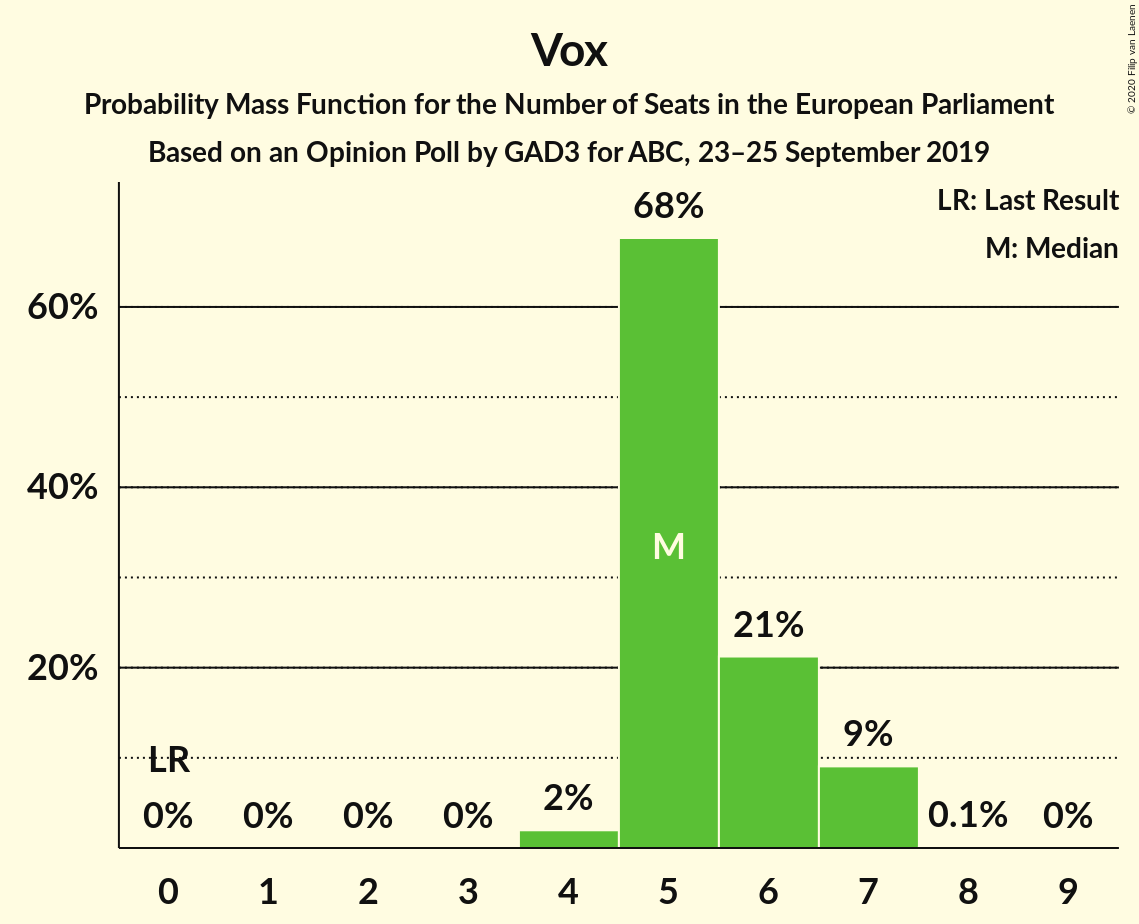 Vox
Probability Mass Function for the Number of Seats in the European Parliament
Based on an Opinion Poll by GAD3 for ABC, 23–25 September 2019
© 2020 Filip van Laenen
LR: Last Result
M: Median
68%
60%
40%
M
21%
20%
9%
LR
2%
0% 0% 0% 0% 0.1% 0%
0 1 2 3 4 5 6 7 8 9